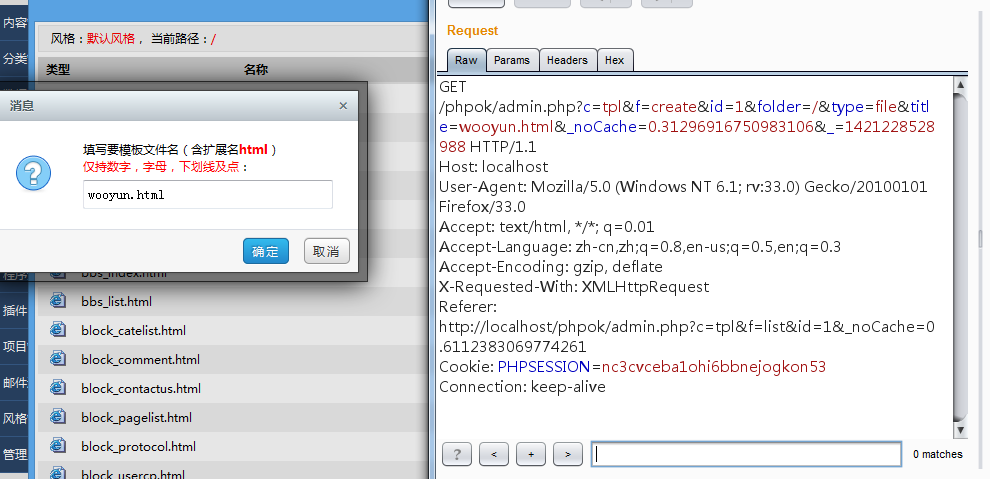 内容
分类
风格：默认风格， 当前路径：/
类型 名称
消息
×
填写要模板文件名（含扩展名html）
仅持数字，字母，下划线及点：
wooyun.html
确定 取消
程序
bbs_index.html
bbs_list.html
插件
block_catelist.html
项目
block_comment.html
邮件
block_contactus.html
风格
block_pagelist.html
管理
block_protocol.html
block_usercp.html
Request
Raw Params Headers Hex
GET
/phpok/admin.php?c=tpl&f=create&id=1&folder=/&type=file&titl
e=wooyun.html&_noCache=0.31296916750983106&_=1421228528
988 HTTP/1.1
Host: localhost
User-Agent: Mozilla/5.0 (Windows NT 6.1; rv:33.0) Gecko/20100101
Firefox/33.0
Accept: text/html, */*; q=0.01
Accept-Language: zh-cn,zh;q=0.8,en-us;q=0.5,en;q=0.3
Accept-Encoding: gzip, deflate
X-Requested-With: XMLHttpRequest
Referer:
http://localhost/phpok/admin.php?c=tpl&f=list&id=1&_noCache=0
.6112383069774261
Cookie: PHPSESSION=nc3cvceba1ohi6bbnejogkon53
Connection: keep-alive
? < + > 0 matches